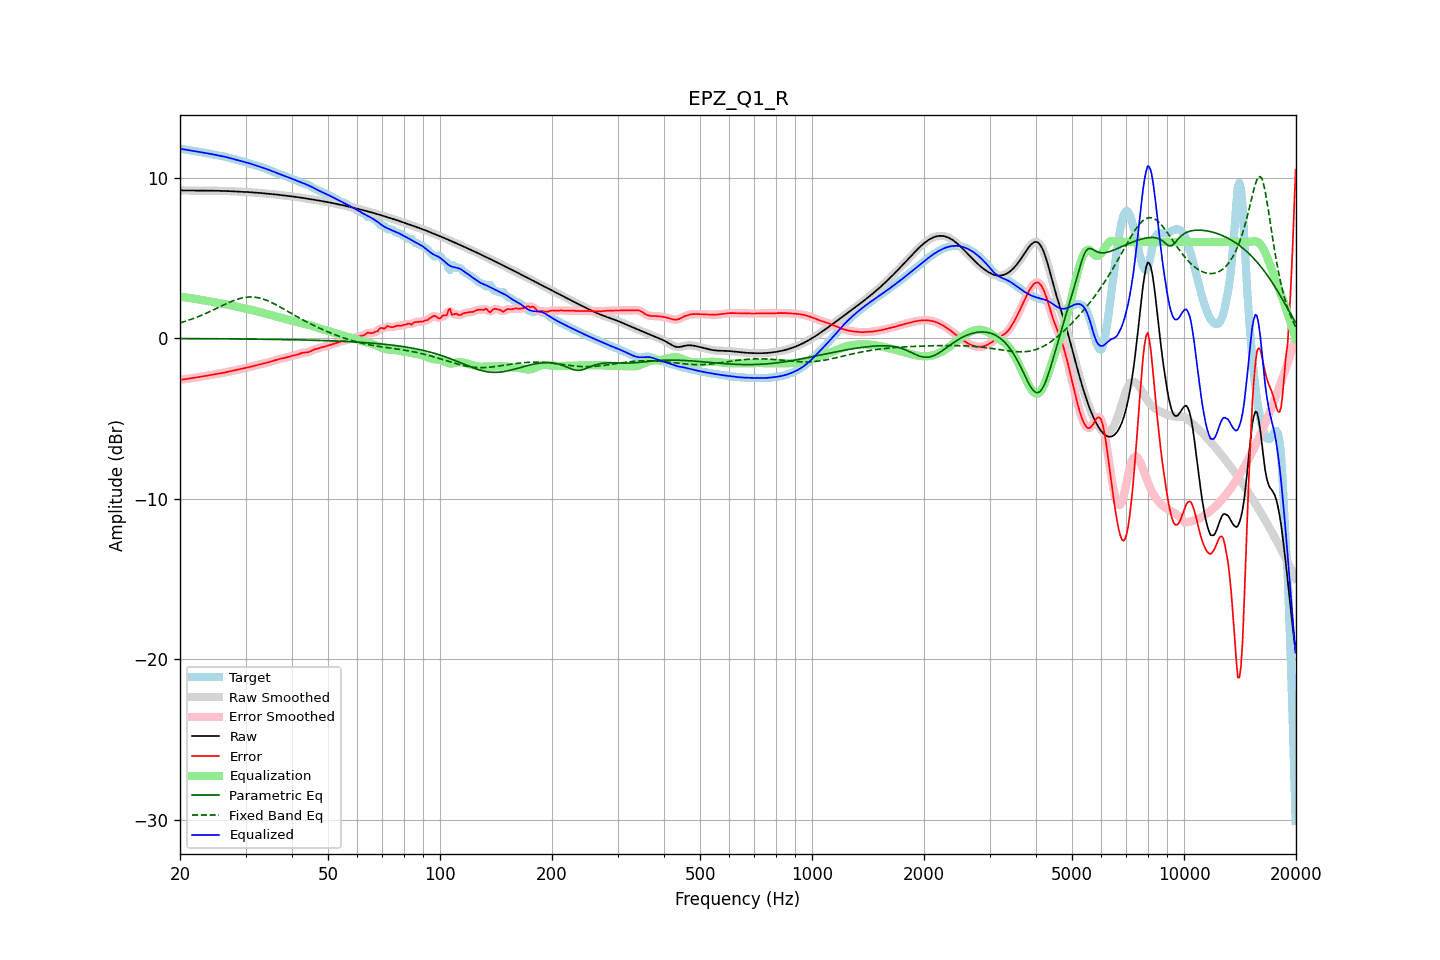 EPZ_Q1_R
Amplitude (dBr)
10
0
−10
−20
−30
Target
Raw Smoothed
Error Smoothed
Raw
Error
Equalization
Parametric Eq
Fixed Band Eq
Equalized
20 50 100 200 500 1000 2000 5000 10000 20000
Frequency (Hz)